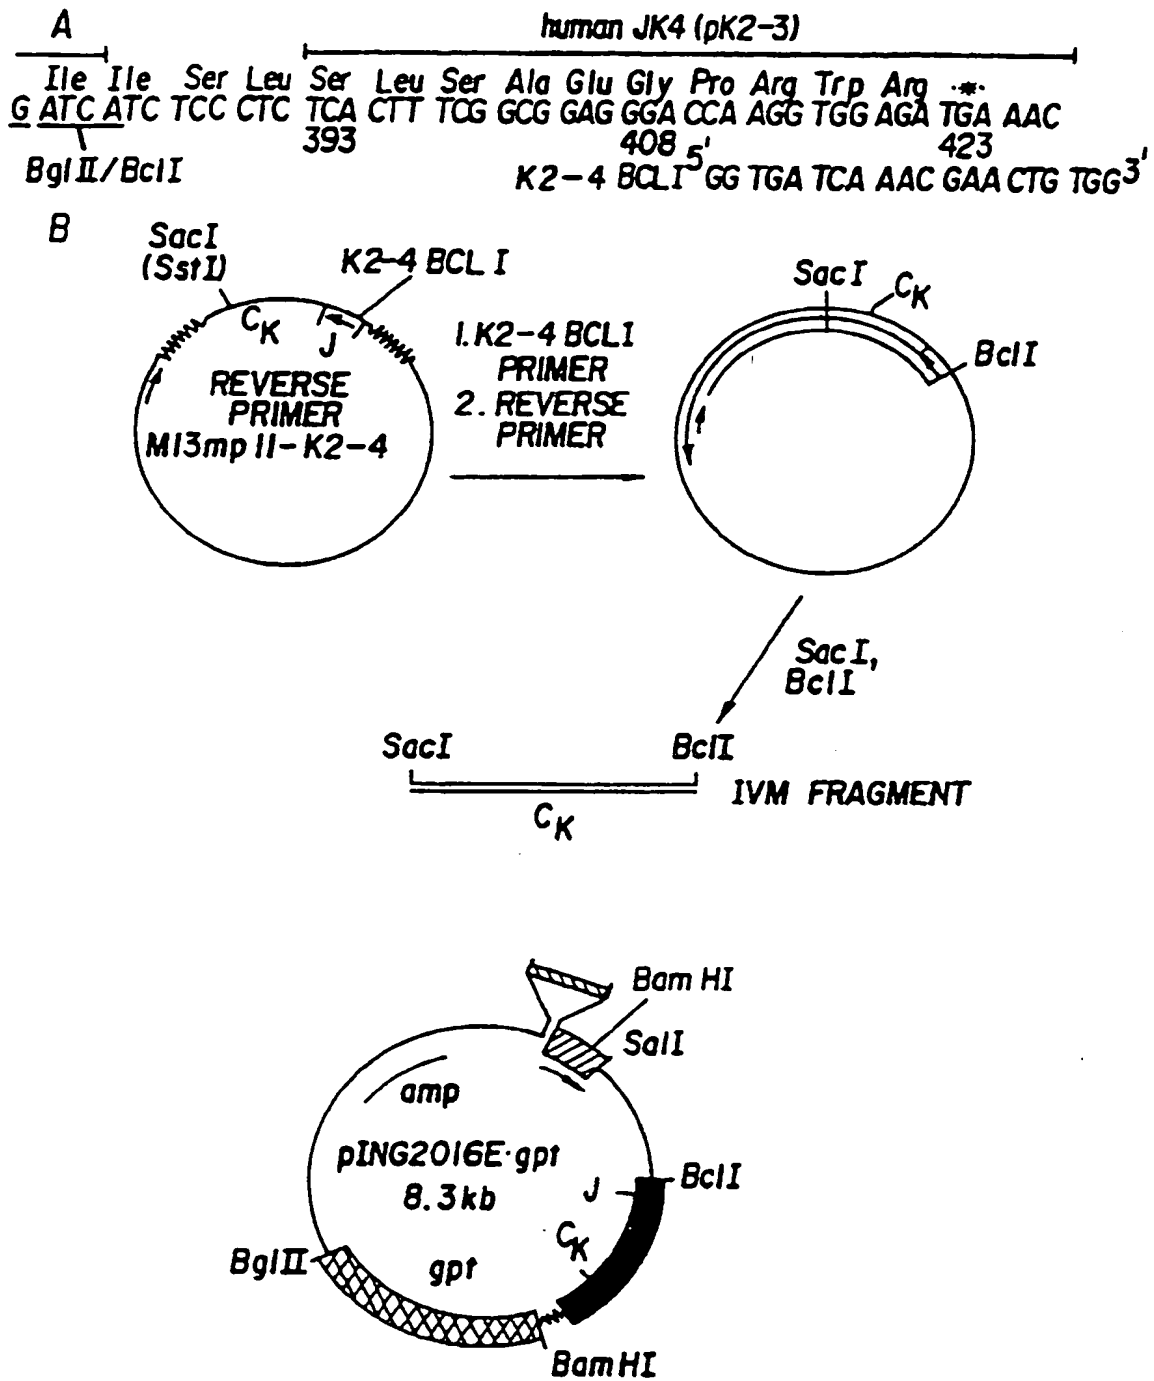 A
human JK4 (pK2-3)
Ile Ile Ser Leu Ser Leu Ser Ala Glu Gly Pro Arg Trp Arg ·*·
G ATC ATC TCC CTC TCA CTT TCG GCG GAG GGA CCA AGG TGG AGA TGA AAC
393 408 423
BglII/BclI
K2-4 BCLI 5' GG TGA TCA AAC GAA CTG TGG 3'
B
SacI
(SstI)
K2-4 BCL I
CK
J
REVERSE
PRIMER
M13mp11-K2-4
1. K2-4 BCLI
PRIMER
2. REVERSE
PRIMER
SacI
CK
BclI
SacI,
BclI
SacI
BclI
CK
IVM FRAGMENT
Bam HI
SalI
amp
pING2016E·gpt
8.3kb
J
BclI
CK
BglII
gpt
BamHI